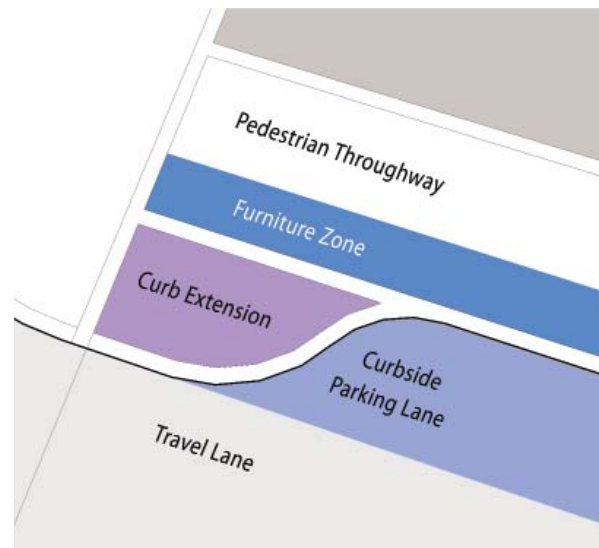 Pedestrian Throughway
Furniture Zone
Curb Extension
Curbside
Parking Lane
Travel Lane